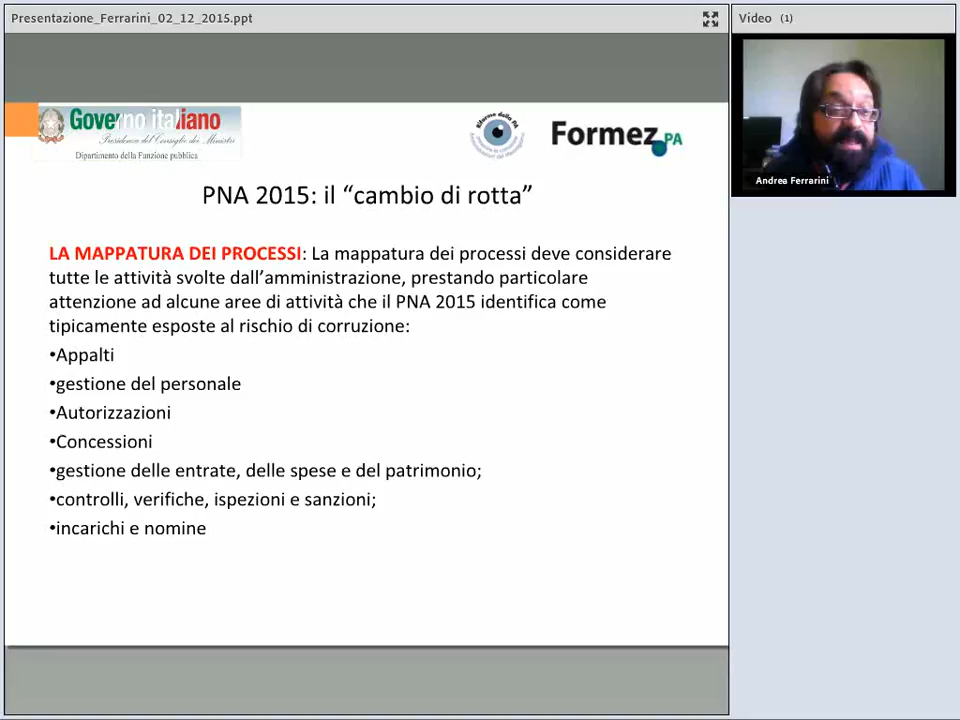 Presentazione_Ferrarini_02_12_2015.ppt
Video (1)
Governo italiano
Presidenza del Consiglio dei Ministri
Dipartimento della Funzione pubblica
Riforme della PA
Formez PA
Andrea Ferrarini
PNA 2015: il “cambio di rotta”
LA MAPPATURA DEI PROCESSI: La mappatura dei processi deve considerare
tutte le attività svolte dall’amministrazione, prestando particolare
attenzione ad alcune aree di attività che il PNA 2015 identifica come
tipicamente esposte al rischio di corruzione:
•Appalti
•gestione del personale
•Autorizzazioni
•Concessioni
•gestione delle entrate, delle spese e del patrimonio;
•controlli, verifiche, ispezioni e sanzioni;
•incarichi e nomine